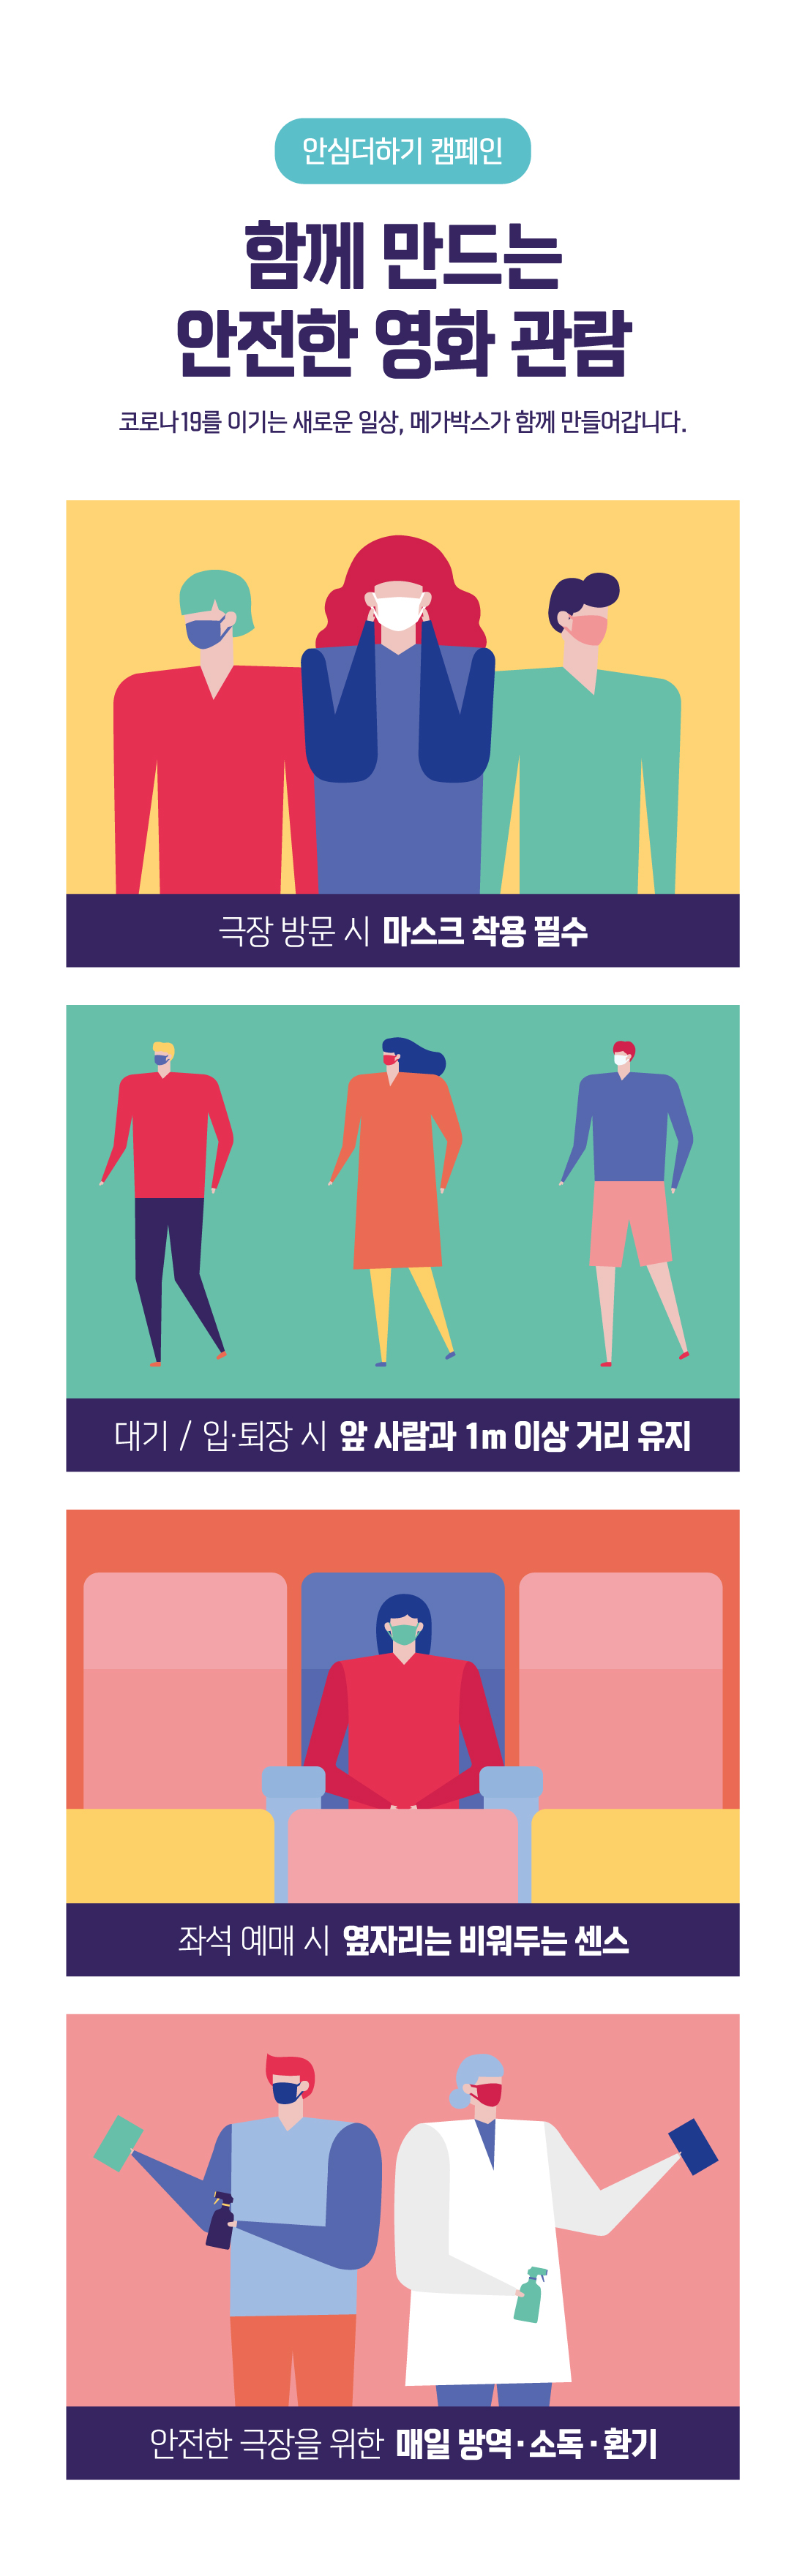 안심더하기 캠페인
함께 만드는
안전한 영화 관람
코로나19를 이기는 새로운 일상, 메가박스가 함께 만들어갑니다.
극장 방문 시 마스크 착용 필수
대기 / 입·퇴장 시 앞 사람과 1m 이상 거리 유지
좌석 예매 시 옆자리는 비워두는 센스
안전한 극장을 위한 매일 방역·소독·환기